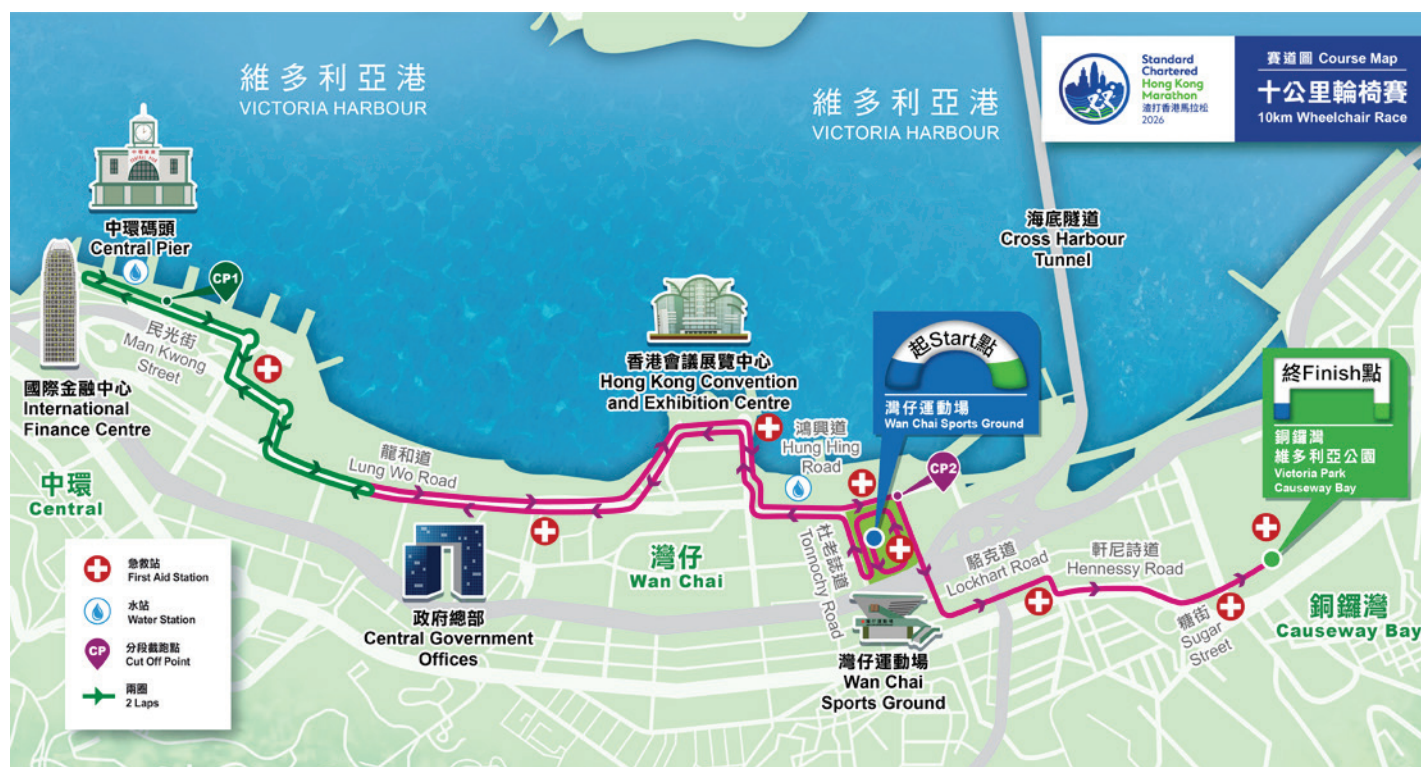 維多利亞港
VICTORIA HARBOUR
維多利亞港
VICTORIA HARBOUR
Standard
Chartered
Hong Kong
Marathon
渣打香港馬拉松
2026
賽道圖 Course Map
十公里輪椅賽
10km Wheelchair Race
中環碼頭
Central Pier
CP1
民光街
Man Kwong
Street
國際金融中心
International
Finance Centre
中環
Central
龍和道
Lung Wo Road
香港會議展覽中心
Hong Kong Convention
and Exhibition Centre
海底隧道
Cross Harbour
Tunnel
起Start點
灣仔運動場
Wan Chai Sports Ground
終Finish點
銅鑼灣
維多利亞公園
Victoria Park
Causeway Bay
鴻興道
Hung Hing
Road
CP2
杜老誌道
Tonnochy Road
駱克道
Lockhart Road
軒尼詩道
Hennessy Road
糖街
Sugar
Street
銅鑼灣
Causeway Bay
灣仔
Wan Chai
政府總部
Central Government
Offices
灣仔運動場
Wan Chai
Sports Ground
急救站
First Aid Station
水站
Water Station
CP
分段截跑點
Cut Off Point
兩圈
2 Laps